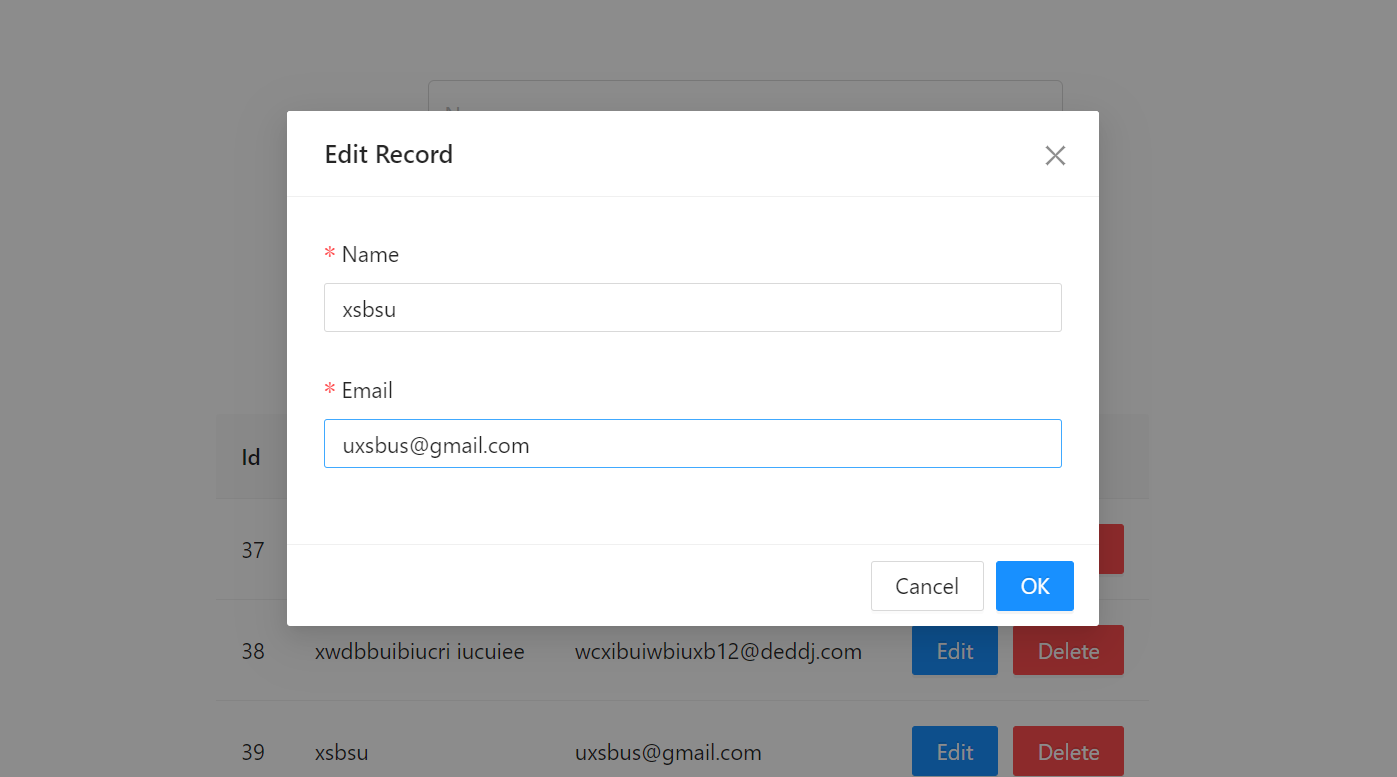 Edit Record
* Name
xsbsu
* Email
uxsbus@gmail.com
Id
37
Cancel OK
38 xwdbbuibiucri iucuiee wcxibuiwbiuxb12@deddj.com Edit Delete
39 xsbsu uxsbus@gmail.com Edit Delete